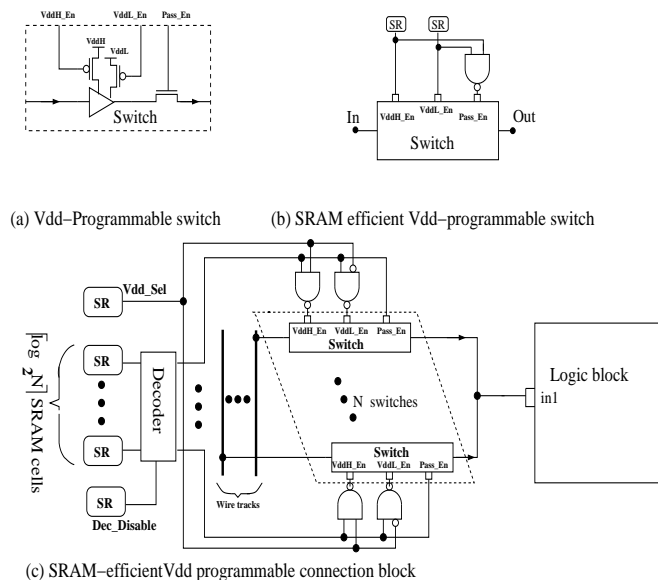 VddH_En VddL_En Pass_En
VddH
VddL
Switch
(a) Vdd−Programmable switch
SR SR
VddH_En VddL_En Pass_En
In Out
Switch
(b) SRAM efficient Vdd−programmable switch
SR Vdd_Sel
SR
SR
⌈log 2 N⌉ SRAM cells
Decoder
SR
Dec_Disable
Wire tracks
VddH_En VddL_En Pass_En
Switch
N switches
Switch
VddH_En VddL_En Pass_En
Logic block
in1
(c) SRAM−efficientVdd programmable connection block